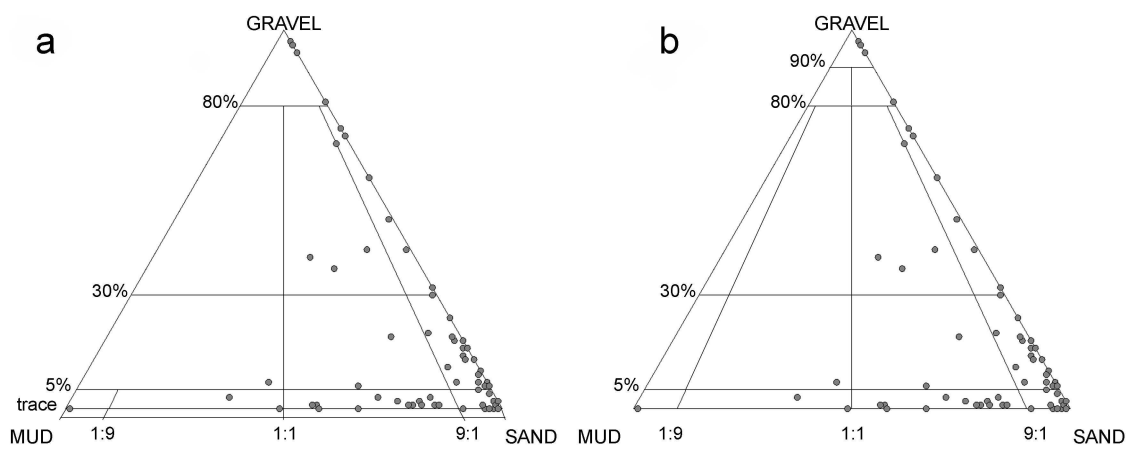 a
GRAVEL
80%
30%
5%
trace
MUD 1:9 1:1 9:1 SAND
b
GRAVEL
90%
80%
30%
5%
MUD 1:9 1:1 9:1 SAND